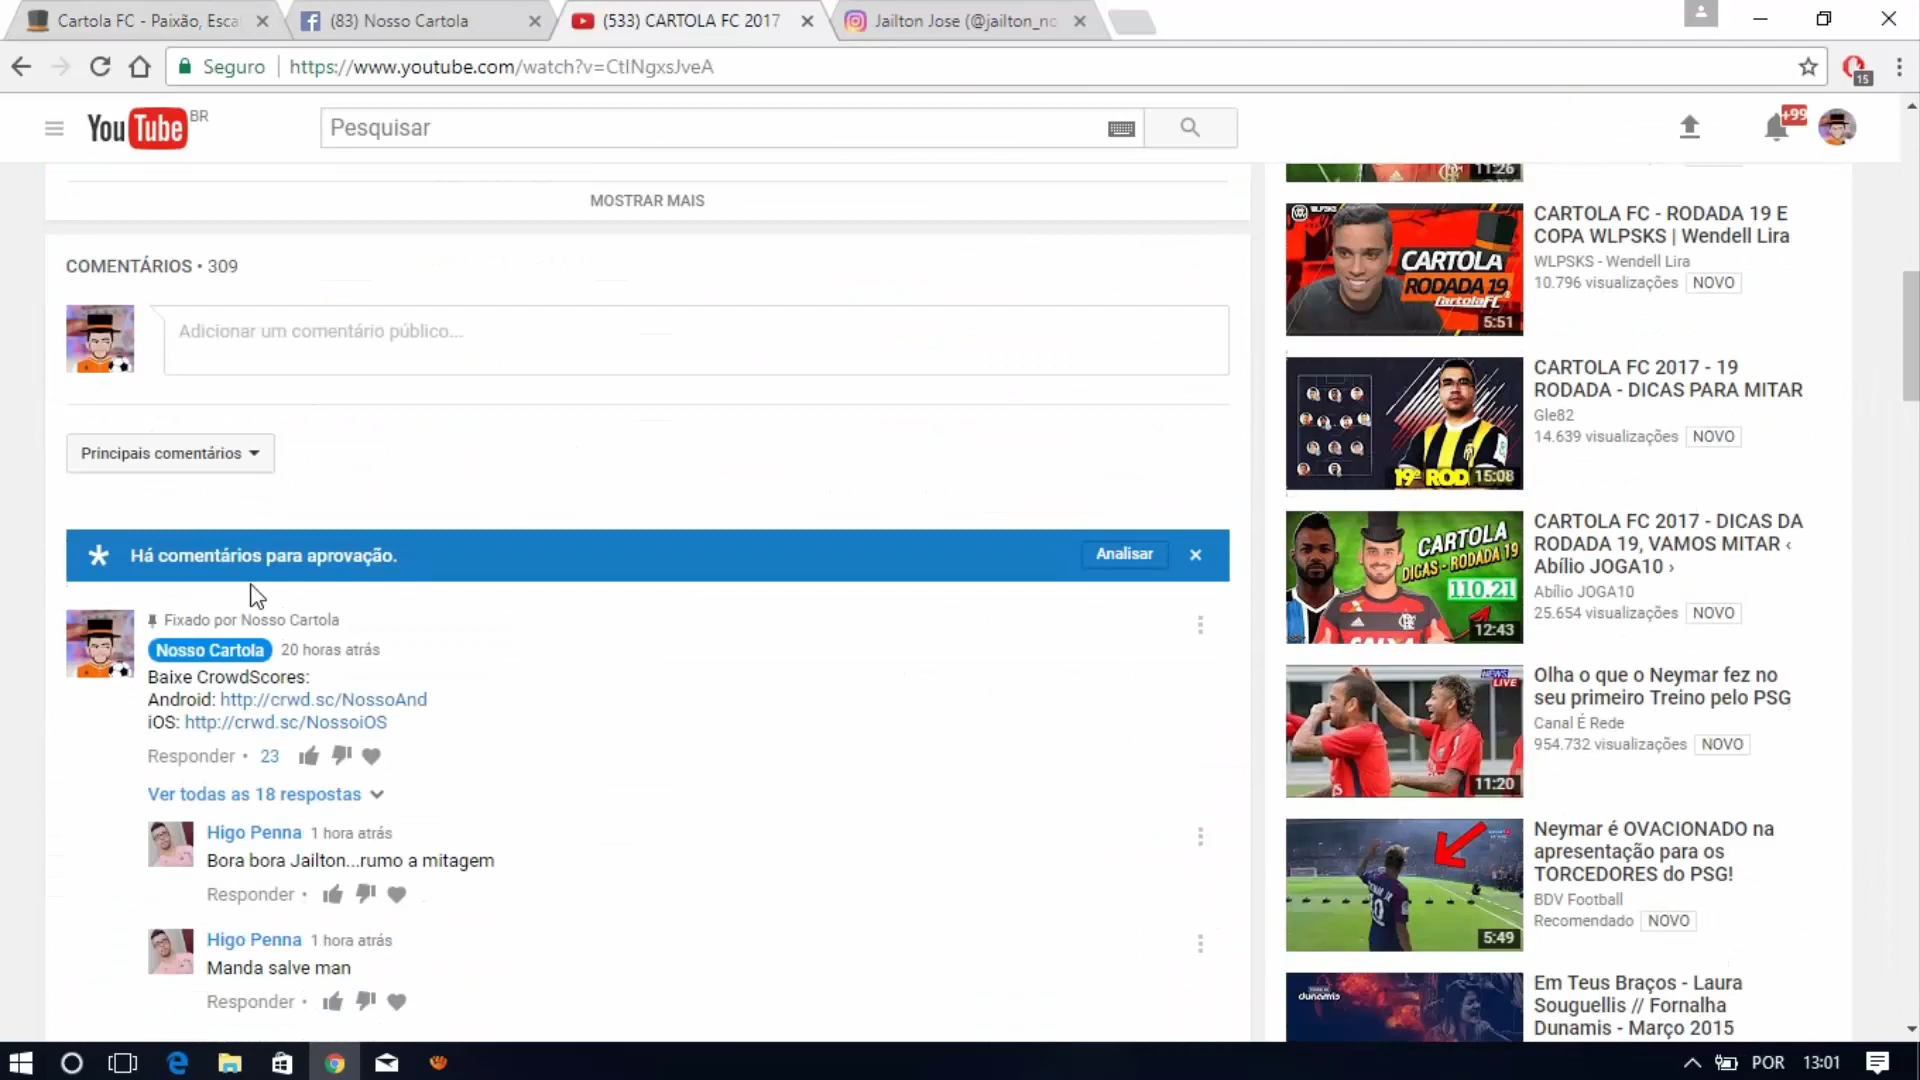 Cartola FC - Paixão, Esca
(83) Nosso Cartola
(533) CARTOLA FC 2017
Jailton Jose (@jailton_no
Seguro
https://www.youtube.com/watch?v=CtINgxsJveA
15
YouTube BR
Pesquisar
+99
MOSTRAR MAIS
COMENTÁRIOS • 309
Adicionar um comentário público...
Principais comentários
Há comentários para aprovação.
Analisar
Fixado por Nosso Cartola
Nosso Cartola 20 horas atrás
Baixe CrowdScores:
Android: http://crwd.sc/NossoAnd
iOS: http://crwd.sc/NossoiOS
Responder • 23
Ver todas as 18 respostas
Higo Penna 1 hora atrás
Bora bora Jailton...rumo a mitagem
Responder •
Higo Penna 1 hora atrás
Manda salve man
Responder •
11:26
WLPSKS
CARTOLA
RODADA 19
CartolaFC
5:51
CARTOLA FC - RODADA 19 E
COPA WLPSKS | Wendell Lira
WLPSKS - Wendell Lira
10.796 visualizações NOVO
19ª ROD
15:08
CARTOLA FC 2017 - 19
RODADA - DICAS PARA MITAR
Gle82
14.639 visualizações NOVO
CARTOLA
DICAS - RODADA 19
110.21
12:43
CARTOLA FC 2017 - DICAS DA
RODADA 19, VAMOS MITAR ‹
Abílio JOGA10 ›
Abílio JOGA10
25.654 visualizações NOVO
NEWS
LIVE
11:20
Olha o que o Neymar fez no
seu primeiro Treino pelo PSG
Canal É Rede
954.732 visualizações NOVO
10
5:49
Neymar é OVACIONADO na
apresentação para os
TORCEDORES do PSG!
BDV Football
Recomendado NOVO
dunamis
Em Teus Braços - Laura
Souguellis // Fornalha
Dunamis - Março 2015
POR
13:01